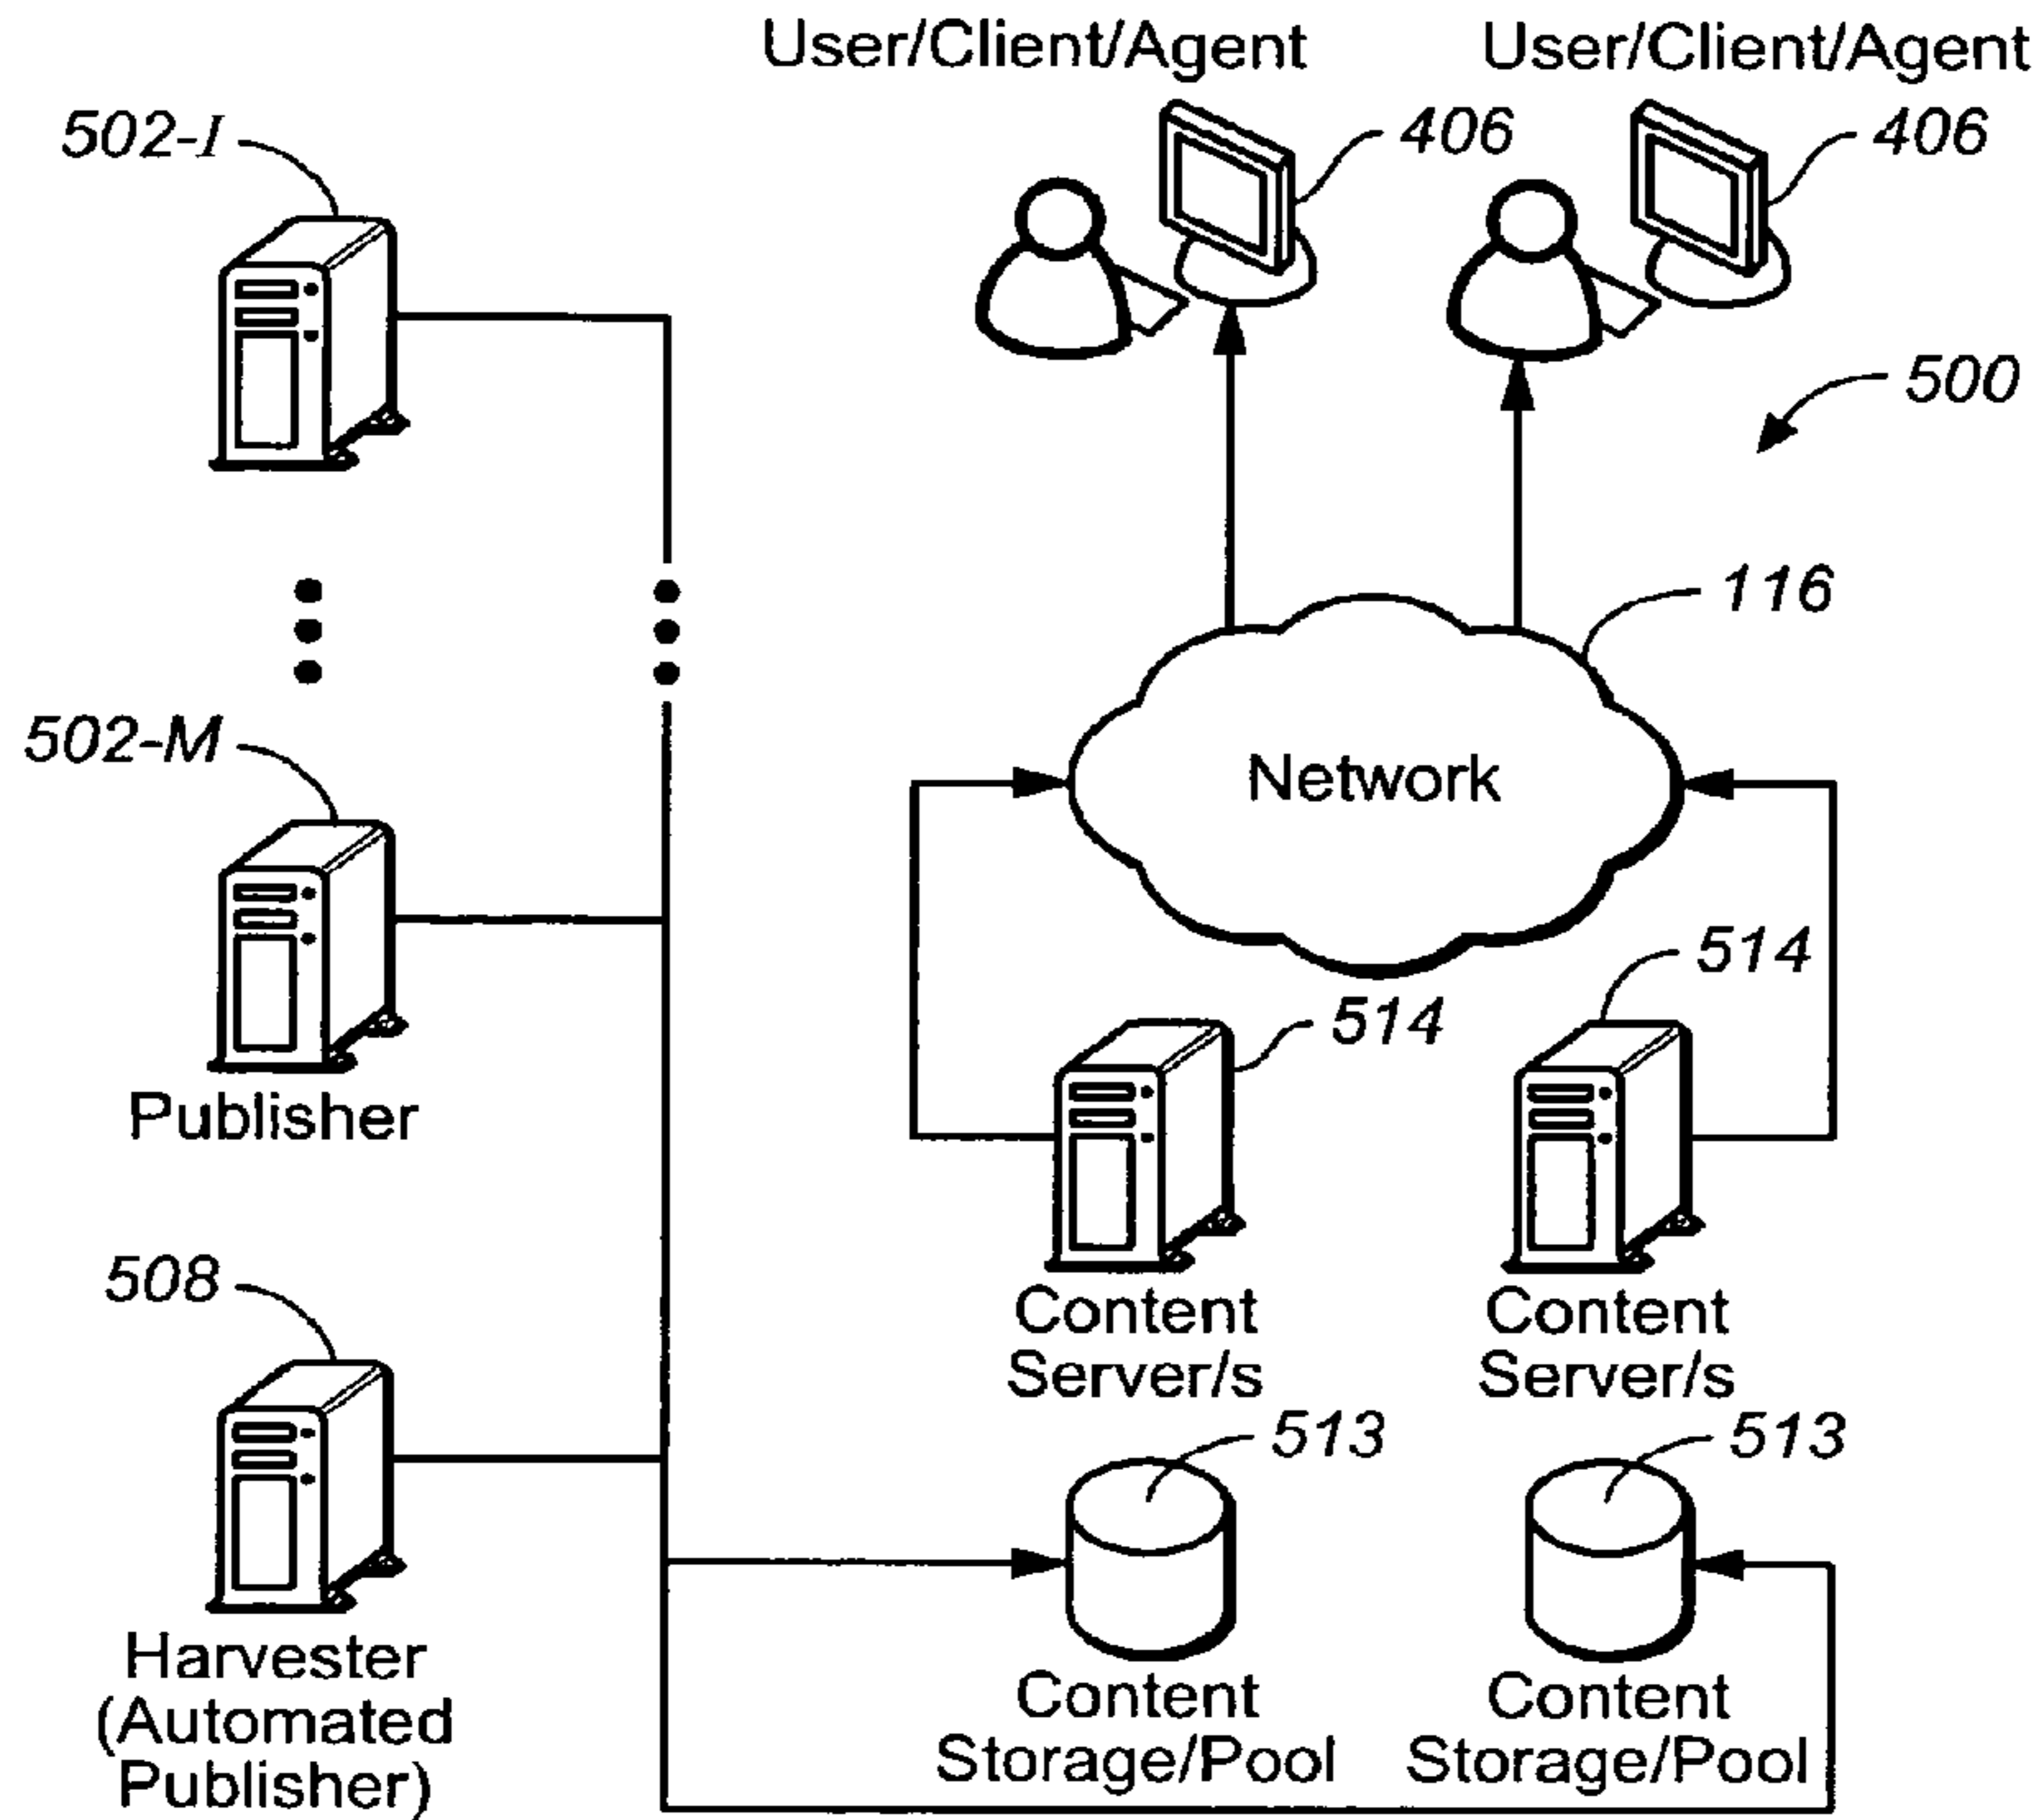 User/Client/Agent
User/Client/Agent
502-I
406
406
500
116
502-M
Network
514
514
Publisher
508
Content
Server/s
Content
Server/s
513
513
Harvester
(Automated
Publisher)
Content
Storage/Pool
Content
Storage/Pool